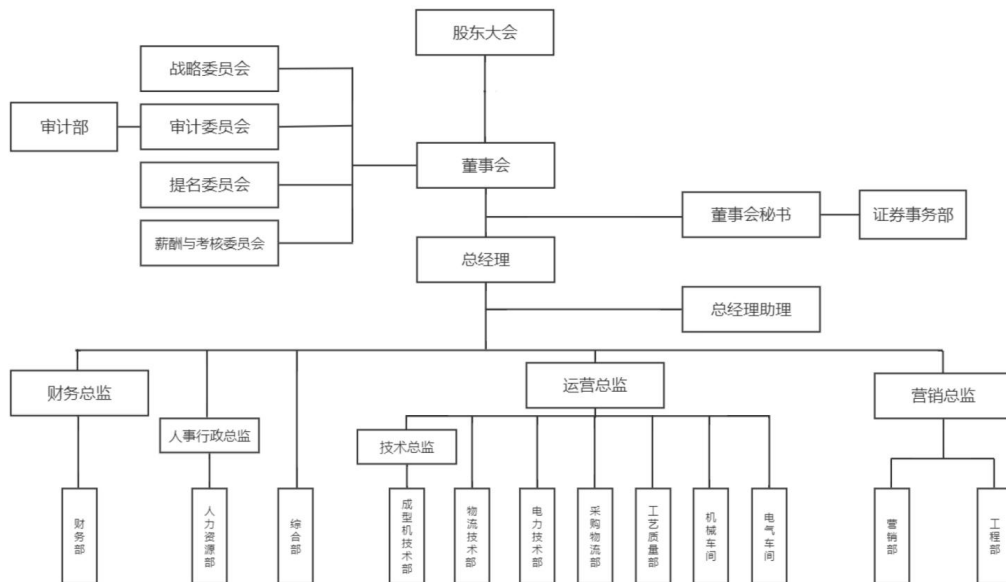 股东大会
战略委员会
审计部
审计委员会
董事会
提名委员会
董事会秘书
证券事务部
薪酬与考核委员会
总经理
总经理助理
财务总监
运营总监
营销总监
人事行政总监
技术总监
财务部
人力资源部
综合部
成型机技术部
物流技术部
电力技术部
采购物流部
工艺质量部
机械车间
电气车间
营销部
工程部